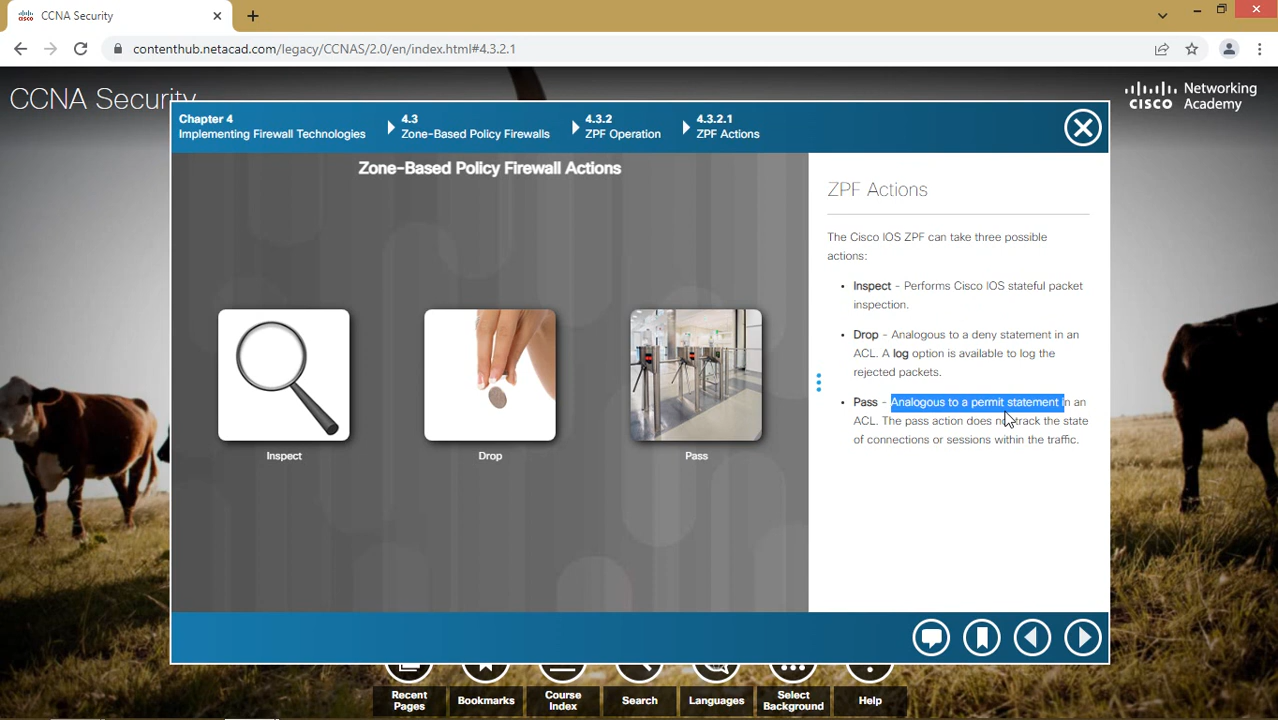 CCNA Security
contenthub.netacad.com/legacy/CCNAS/2.0/en/index.html#4.3.2.1
CCNA Security
Networking
CISCO Academy
Chapter 4
Implementing Firewall Technologies
4.3
Zone-Based Policy Firewalls
4.3.2
ZPF Operation
4.3.2.1
ZPF Actions
Zone-Based Policy Firewall Actions
Inspect
Drop
Pass
ZPF Actions
The Cisco IOS ZPF can take three possible
actions:
• Inspect - Performs Cisco IOS stateful packet
inspection.
• Drop - Analogous to a deny statement in an
ACL. A log option is available to log the
rejected packets.
• Pass - Analogous to a permit statement in an
ACL. The pass action does not track the state
of connections or sessions within the traffic.
Recent
Pages
Bookmarks
Course
Index
Search
Languages
Select
Background
Help